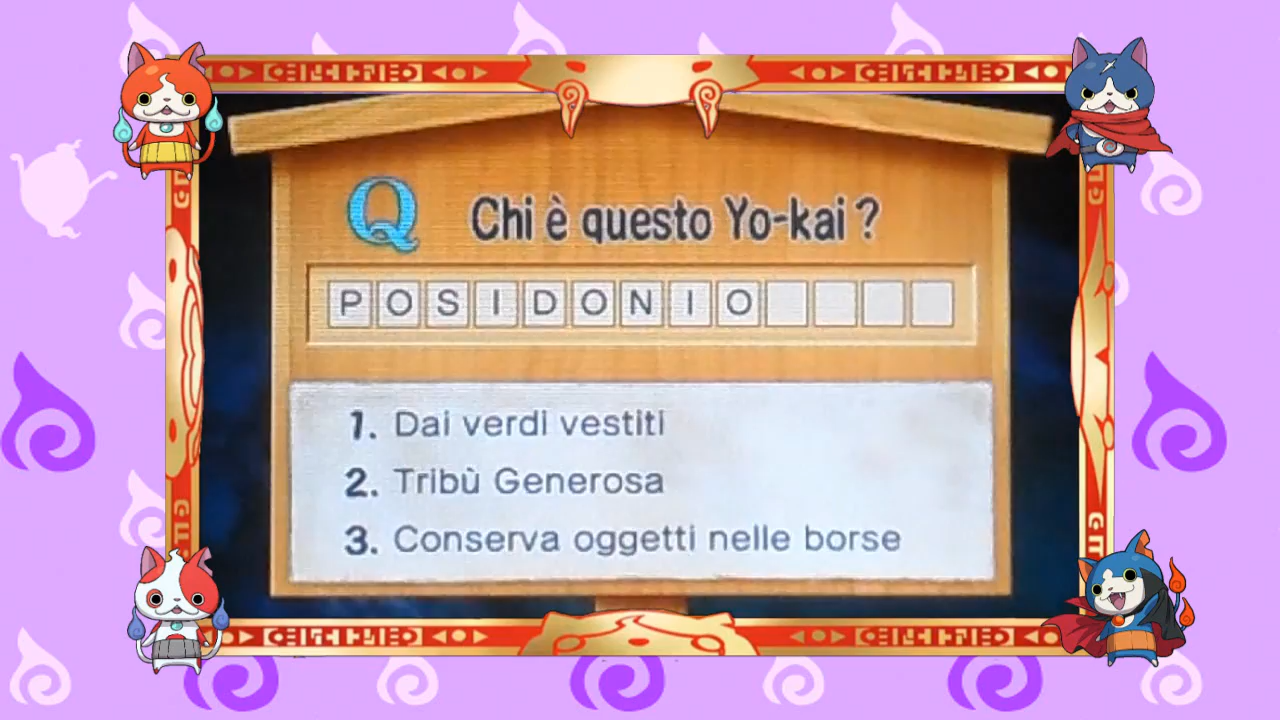 Q Chi è questo Yo-kai ?
POSIDONIO
1. Dai verdi vestiti
2. Tribù Generosa
3. Conserva oggetti nelle borse